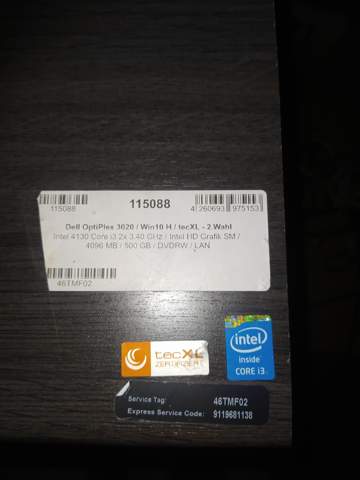 115088
115088
4 260693 975153
Dell OptiPlex 3020 / Win10 H / tecXL - 2.Wahl
Intel 4130 Core i3 2x 3.40 GHz / Intel HD Grafik SM /
4096 MB / 500 GB / DVDRW / LAN
46TMF02
tecXL
ZERTIFIZIERT
intel
inside
CORE i3
Service Tag: 46TMF02
Express Service Code: 9119681138